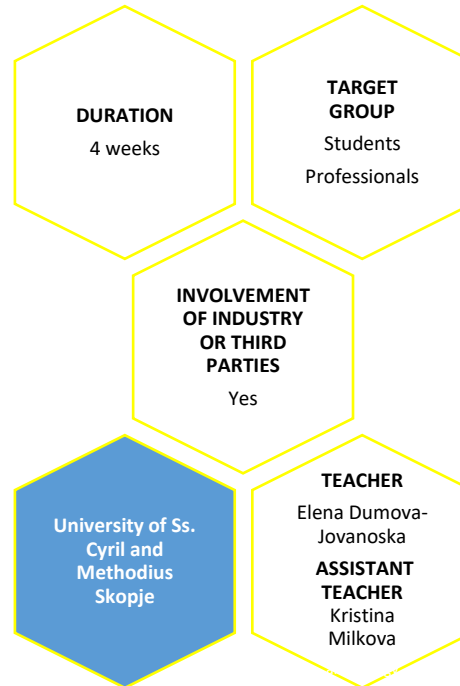 DURATION
4 weeks
TARGET
GROUP
Students
Professionals
INVOLVEMENT
OF INDUSTRY
OR THIRD
PARTIES
Yes
University of Ss.
Cyril and
Methodius
Skopje
TEACHER
Elena Dumova-
Jovanoska
ASSISTANT
TEACHER
Kristina
Milkova